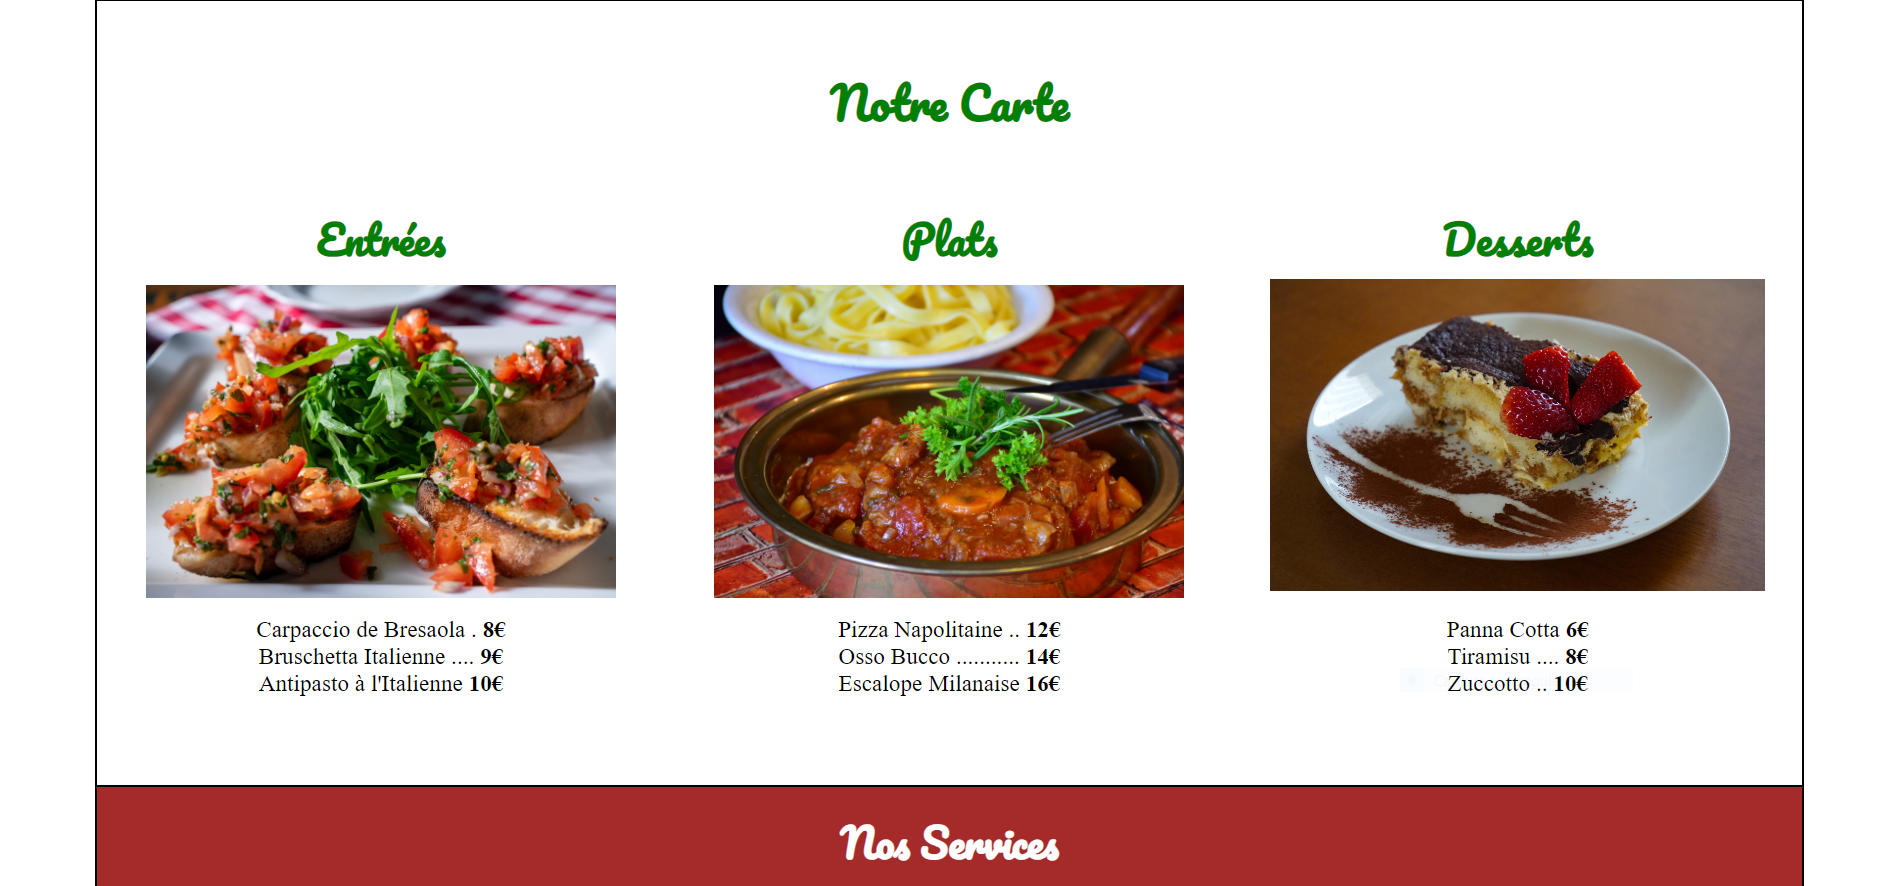 Notre Carte
Entrées
Carpaccio de Bresaola . 8€
Bruschetta Italienne .... 9€
Antipasto à l'Italienne 10€
Plats
Pizza Napolitaine .. 12€
Osso Bucco ........... 14€
Escalope Milanaise 16€
Desserts
Panna Cotta 6€
Tiramisu .... 8€
Zuccotto .. 10€
Nos Services